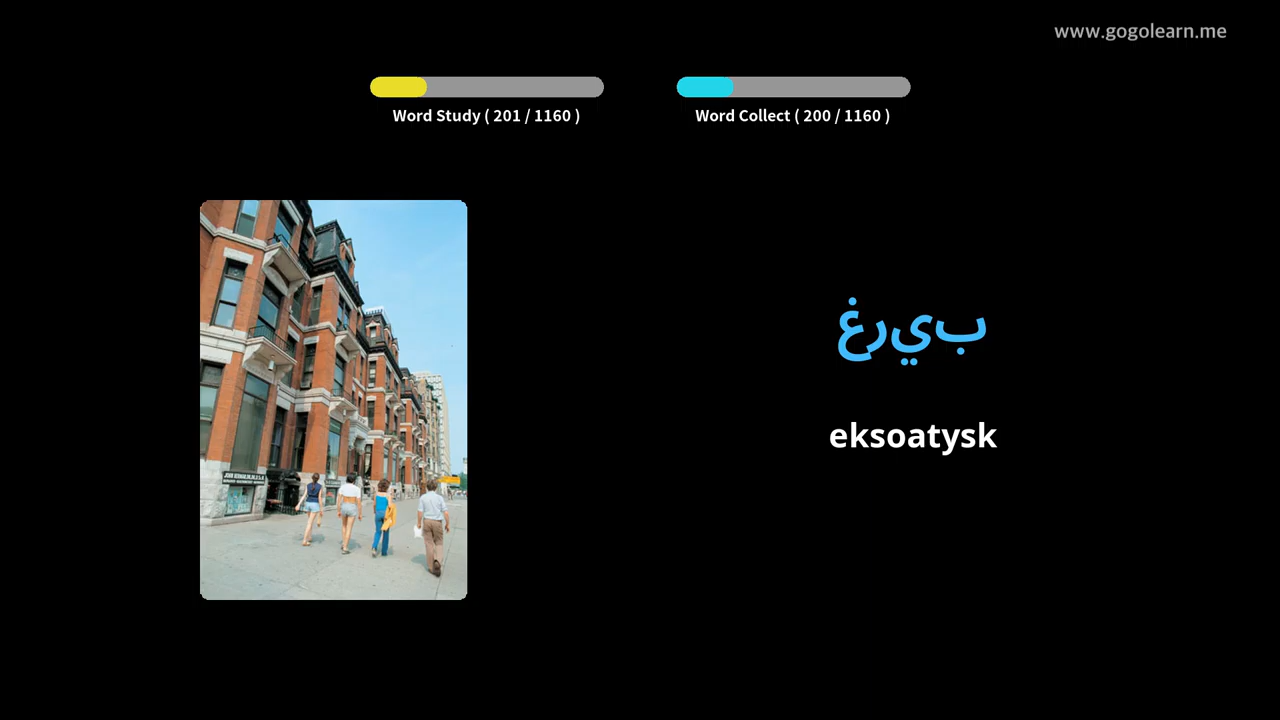 www.gogolearn.me
Word Study ( 201 / 1160 )
Word Collect ( 200 / 1160 )
غريب
eksoatysk